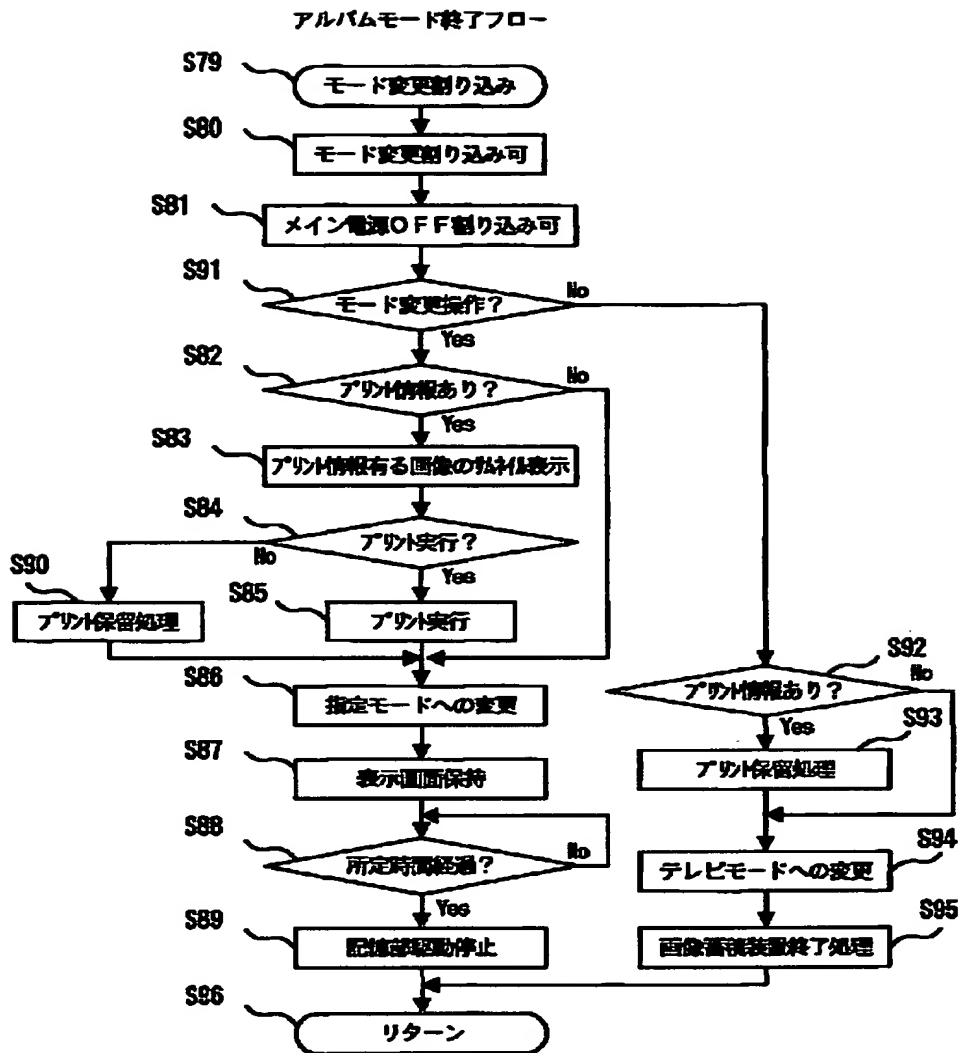 アルバムモード終了フロー
S79
モード変更割り込み
S80
モード変更割り込み可
S81
メイン電源OFF割り込み可
S91
モード変更操作？
No
Yes
S82
プリント情報あり？
No
Yes
S83
プリント情報有る画像のサムネイル表示
S84
プリント実行？
No
Yes
S90
プリント保留処理
S85
プリント実行
S86
指定モードへの変更
S87
表示画面保持
S88
所定時間経過？
No
Yes
S89
記憶部駆動停止
S92
プリント情報あり？
No
Yes
S93
プリント保留処理
S94
テレビモードへの変更
S95
画像蓄積装置終了処理
S96
リターン